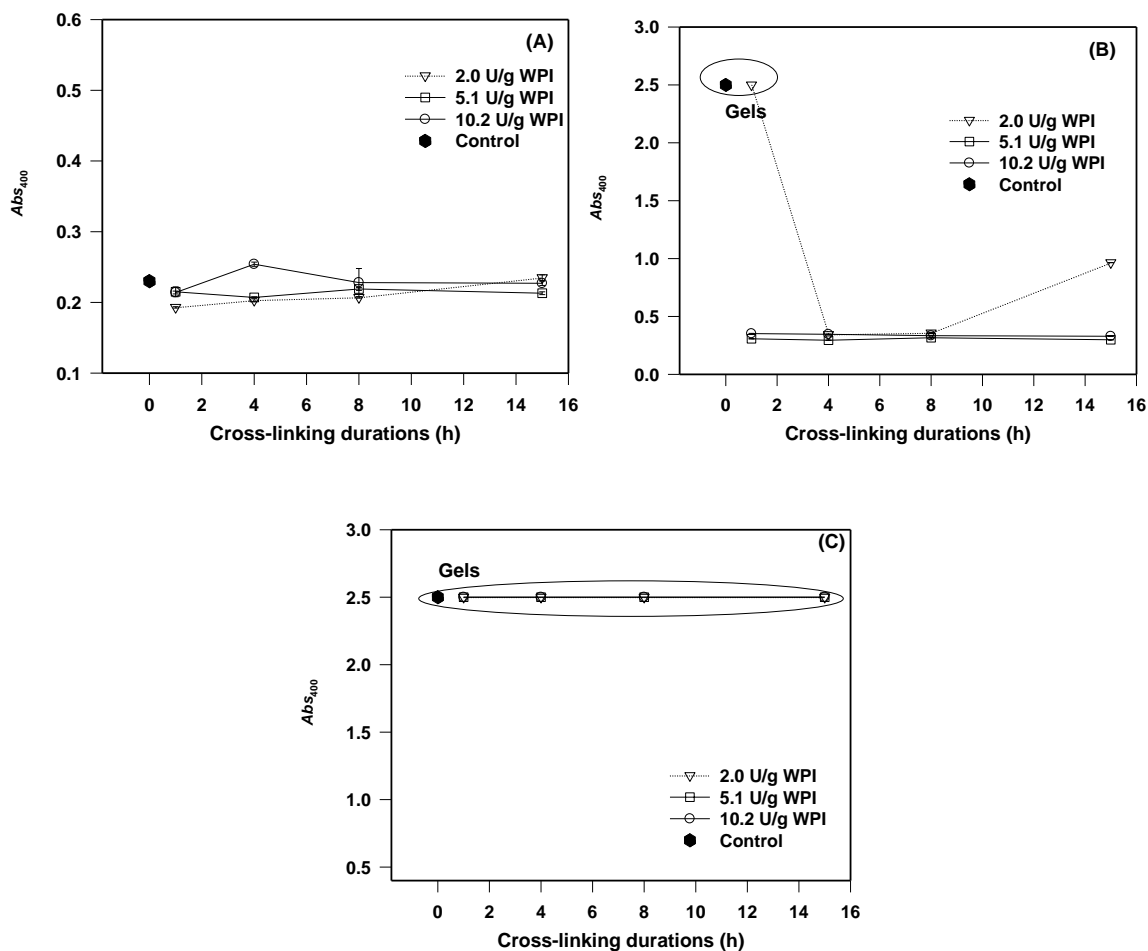 (A)
0.6
0.5
0.4
0.3
0.2
0.1
Abs400
2.0 U/g WPI
5.1 U/g WPI
10.2 U/g WPI
Control
0 2 4 6 8 10 12 14 16
Cross-linking durations (h)
(B)
3.0
2.5
2.0
1.5
1.0
0.5
0.0
Abs400
Gels
2.0 U/g WPI
5.1 U/g WPI
10.2 U/g WPI
Control
0 2 4 6 8 10 12 14 16
Cross-linking durations (h)
(C)
3.0
2.5
2.0
1.5
1.0
0.5
Abs400
Gels
2.0 U/g WPI
5.1 U/g WPI
10.2 U/g WPI
Control
0 2 4 6 8 10 12 14 16
Cross-linking durations (h)